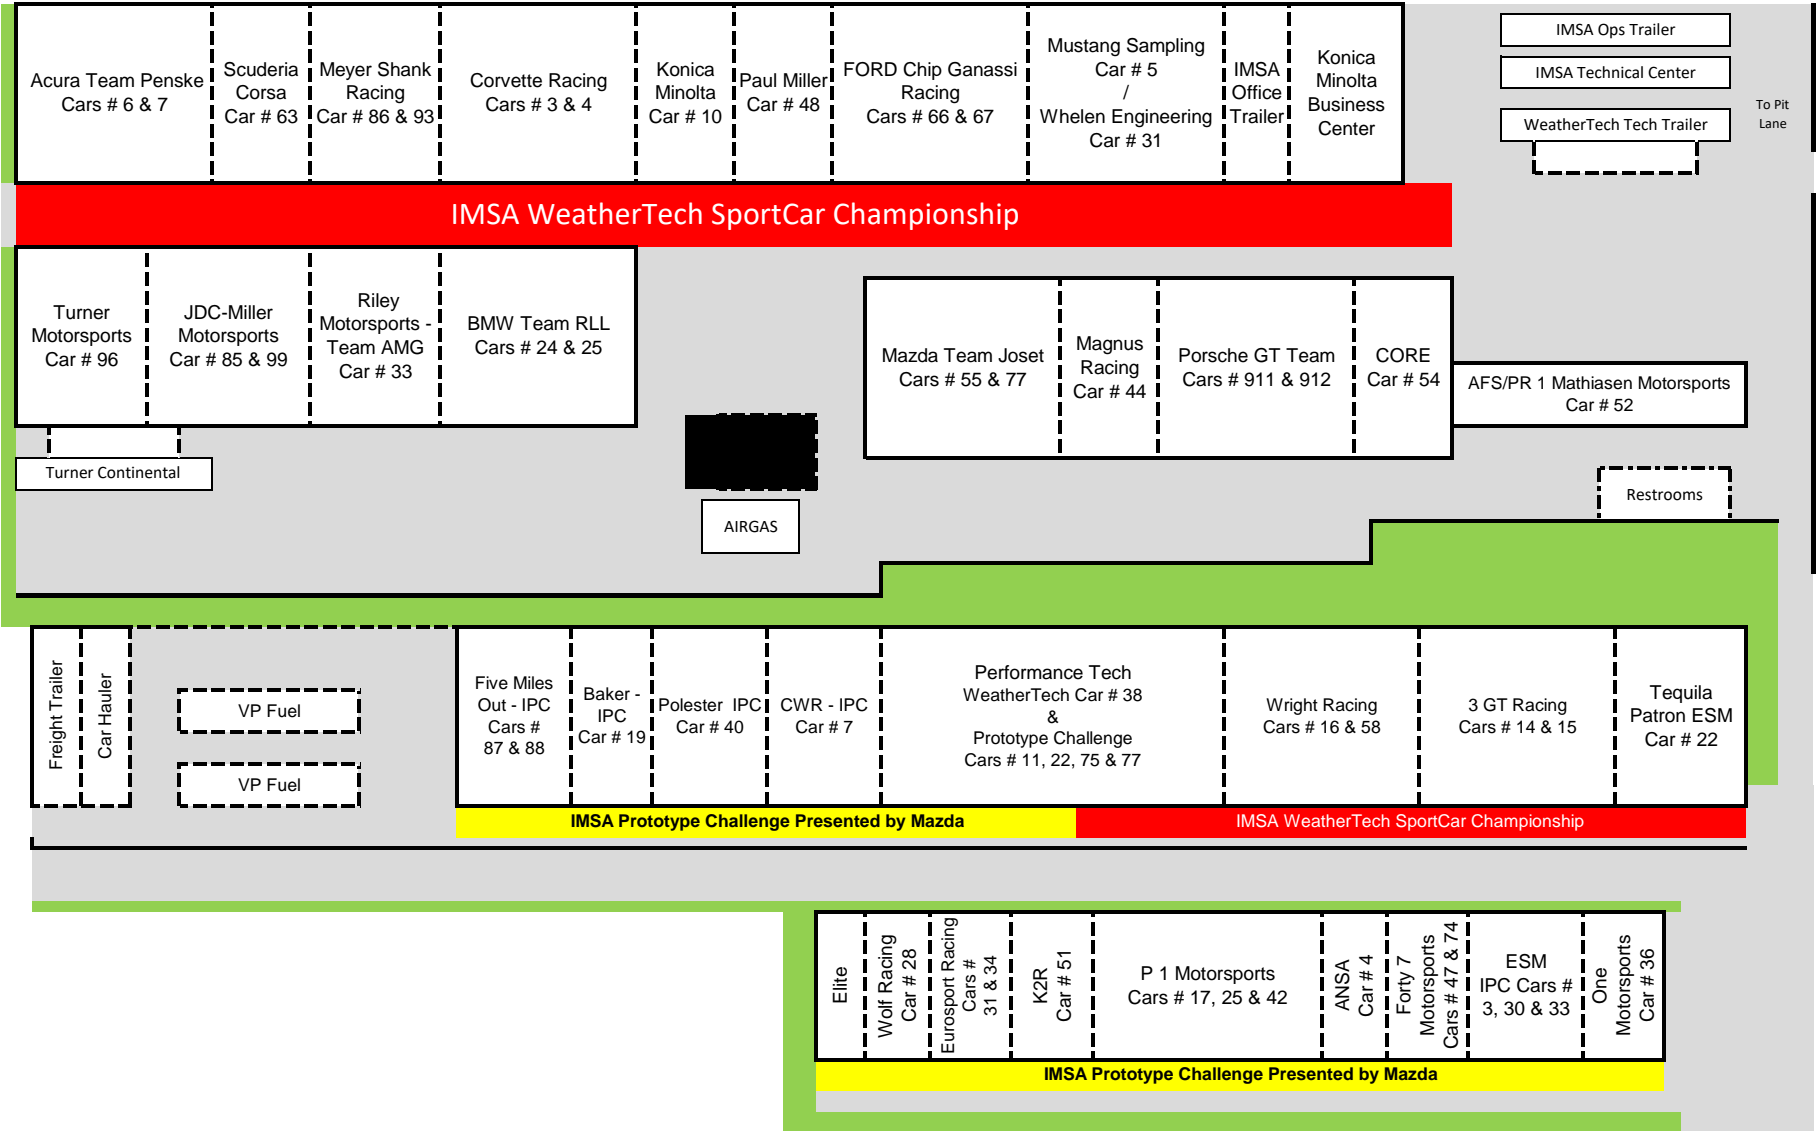 Acura Team Penske
Cars # 6 & 7
Scuderia
Corsa
Car # 63
Meyer Shank
Racing
Car # 86 & 93
Corvette Racing
Cars # 3 & 4
Konica
Minolta
Car # 10
Paul Miller
Car # 48
FORD Chip Ganassi
Racing
Cars # 66 & 67
Mustang Sampling
Car # 5
/
Whelen Engineering
Car # 31
IMSA
Office
Trailer
Konica
Minolta
Business
Center
IMSA Ops Trailer
IMSA Technical Center
WeatherTech Tech Trailer
To Pit
Lane
IMSA WeatherTech SportCar Championship
Turner
Motorsports
Car # 96
JDC-Miller
Motorsports
Car # 85 & 99
Riley
Motorsports -
Team AMG
Car # 33
BMW Team RLL
Cars # 24 & 25
Mazda Team Joset
Cars # 55 & 77
Magnus
Racing
Car # 44
Porsche GT Team
Cars # 911 & 912
CORE
Car # 54
AFS/PR 1 Mathiasen Motorsports
Car # 52
Turner Continental
AIRGAS
Restrooms
Freight Trailer
Car Hauler
VP Fuel
VP Fuel
Five Miles
Out - IPC
Cars #
87 & 88
Baker -
IPC
Car # 19
Polester  IPC
Car # 40
CWR - IPC
Car # 7
Performance Tech
WeatherTech Car # 38
&
Prototype Challenge
Cars # 11, 22, 75 & 77
Wright Racing
Cars # 16 & 58
3 GT Racing
Cars # 14 & 15
Tequila
Patron ESM
Car # 22
IMSA Prototype Challenge Presented by Mazda
IMSA WeatherTech SportCar Championship
Elite
Wolf Racing
Car # 28
Eurosport Racing
Cars #
31 & 34
K2R
Car # 51
P 1 Motorsports
Cars # 17, 25 & 42
ANSA
Car # 4
Forty 7
Motorsports
Cars # 47 & 74
ESM
IPC Cars #
3, 30 & 33
One
Motorsports
Car # 36
IMSA Prototype Challenge Presented by Mazda